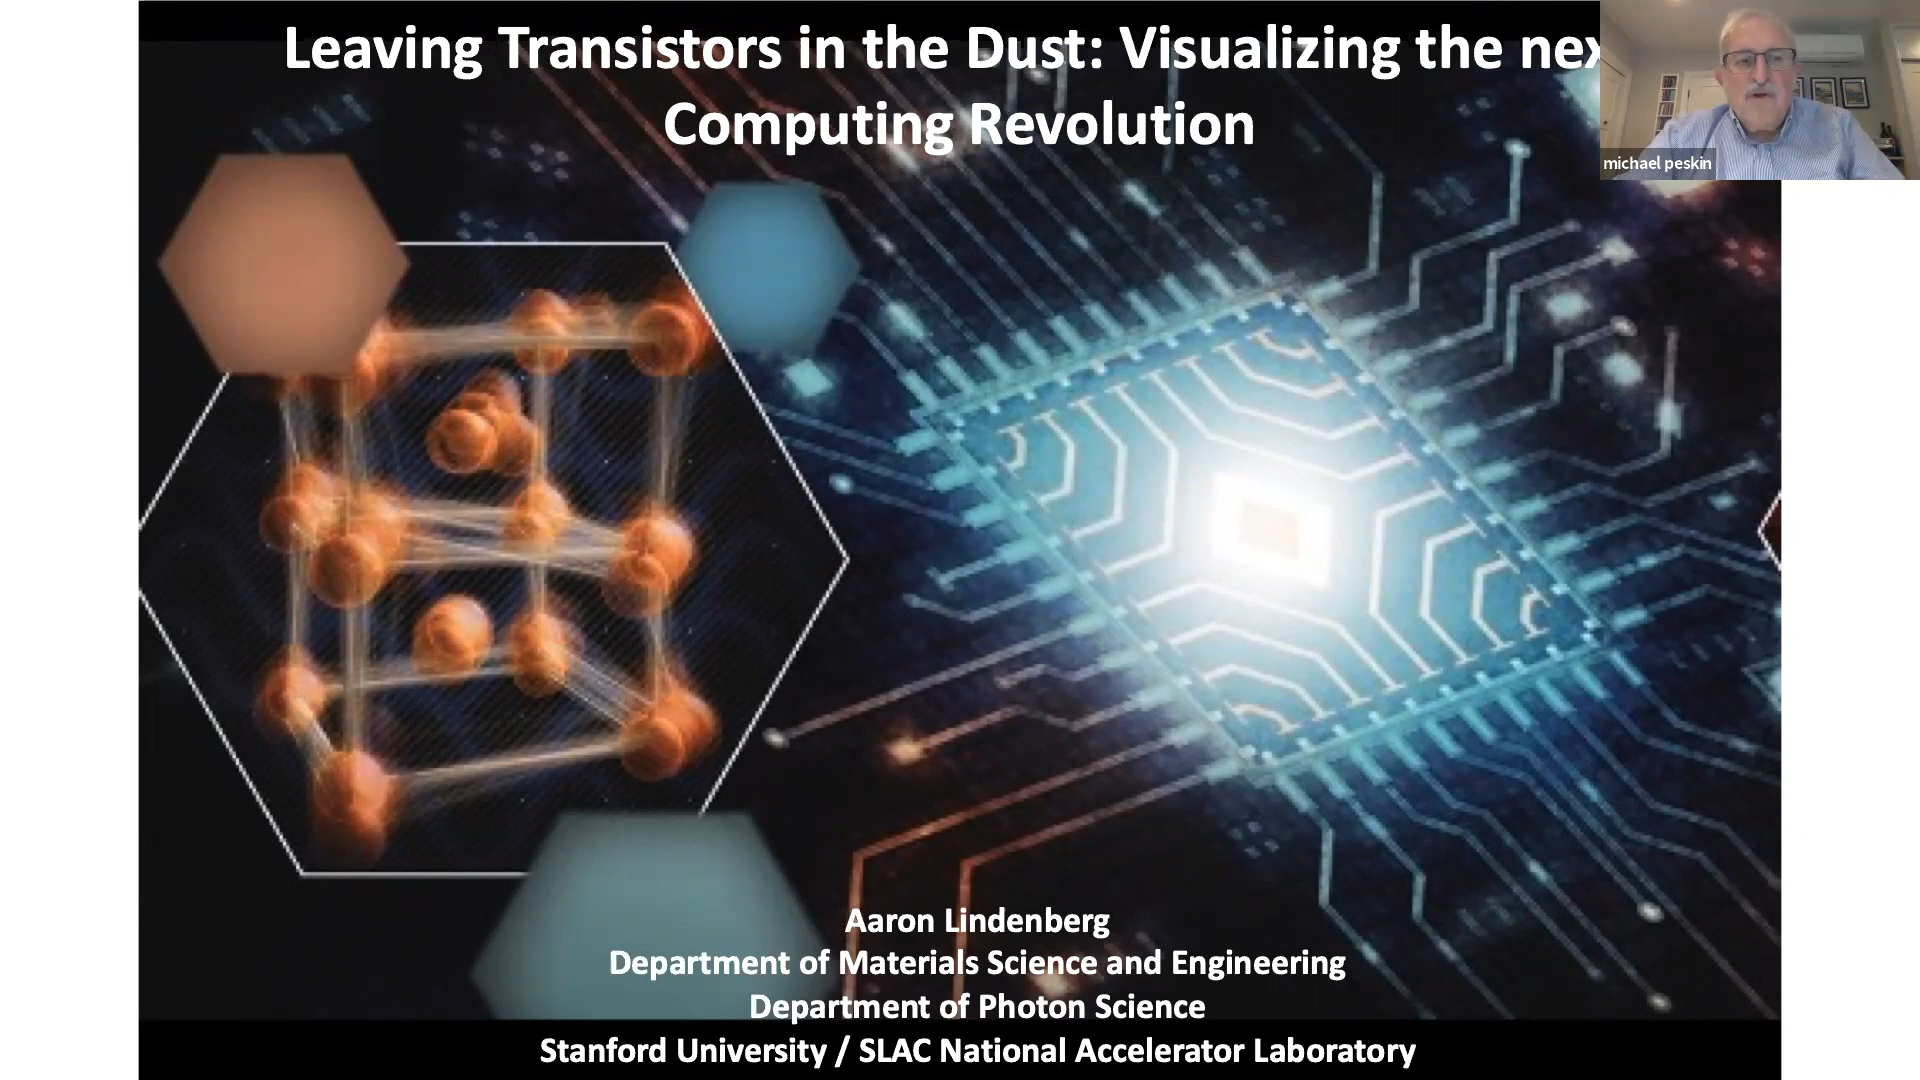 Leaving Transistors in the Dust: Visualizing the
Computing Revolution
michael peskin
Aaron Lindenberg
Department of Materials Science and Engineering
Department of Photon Science
Stanford University / SLAC National Accelerator Laboratory